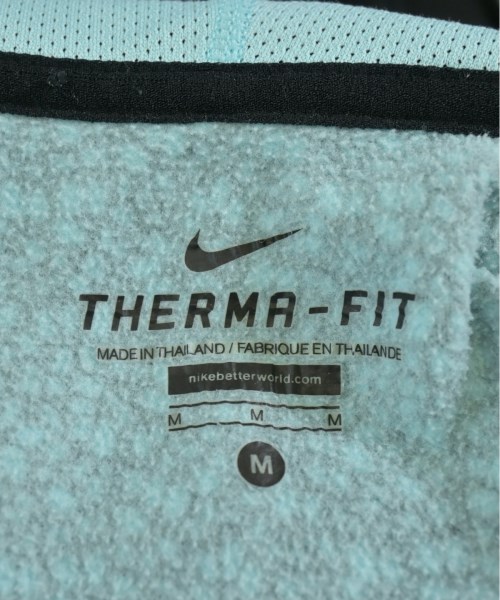 THERMA-FIT
MADE IN THAILAND / FABRIQUE EN THAILANDE
nikebetterworld.com
M M M
M